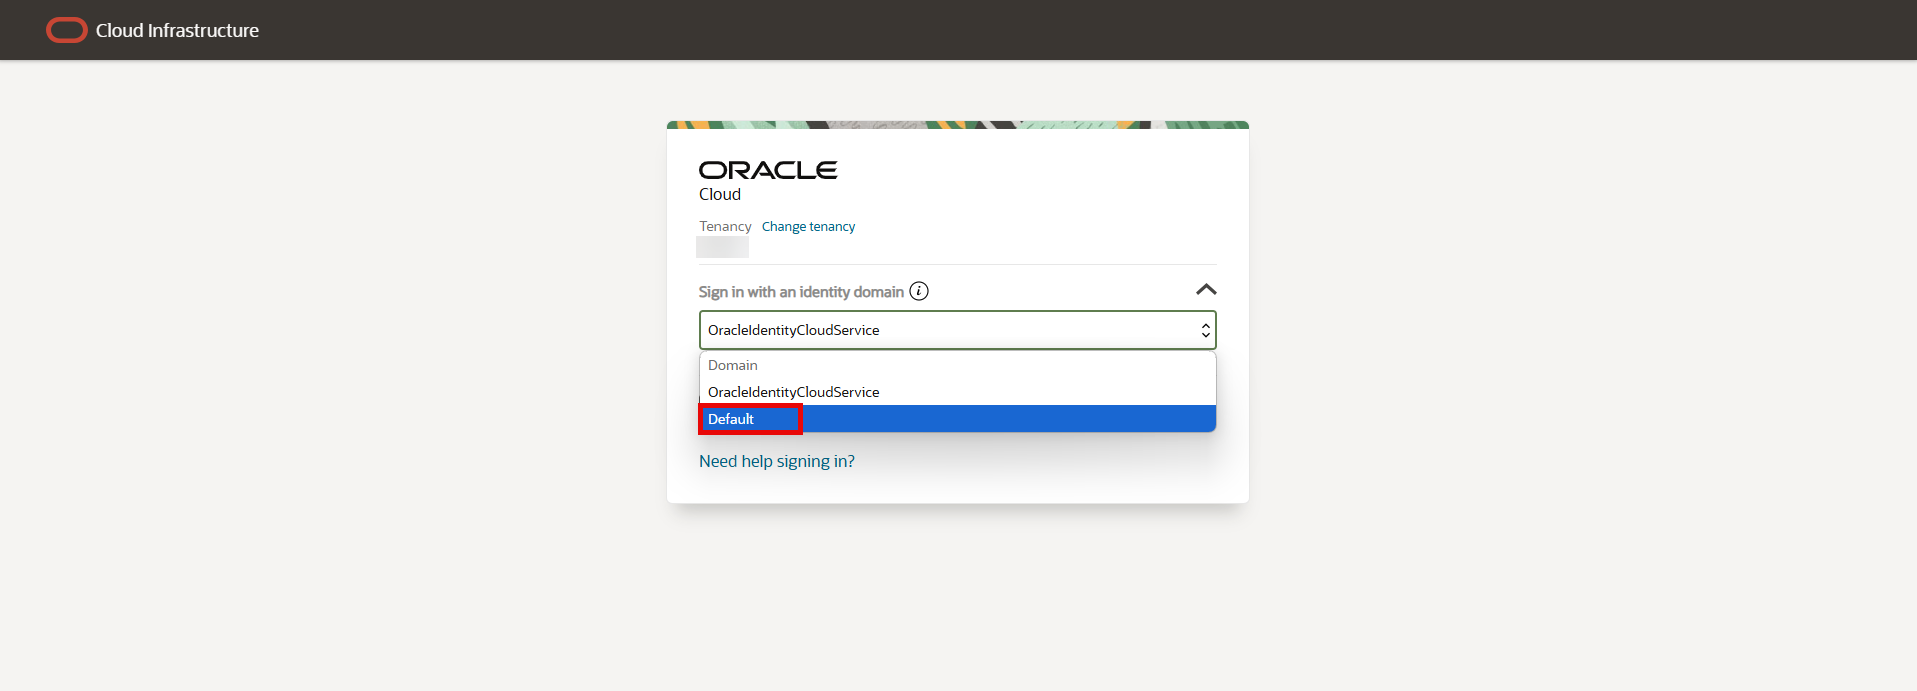 Cloud Infrastructure
ORACLE
Cloud
Tenancy Change tenancy
Sign in with an identity domain i
OracleIdentityCloudService
Domain
OracleIdentityCloudService
Default
Need help signing in?